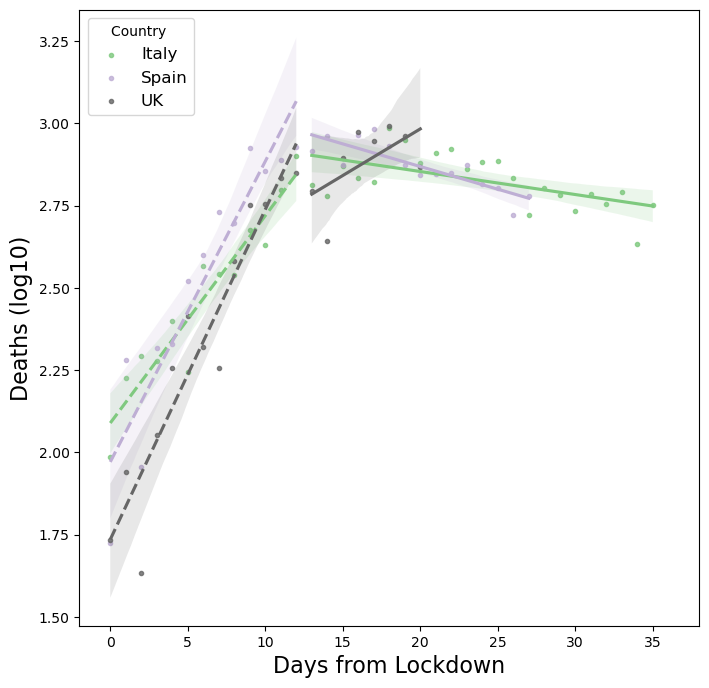 Country
Italy
Spain
UK
3.25
3.00
2.75
2.50
2.25
2.00
1.75
1.50
Deaths (log10)
0 5 10 15 20 25 30 35
Days from Lockdown